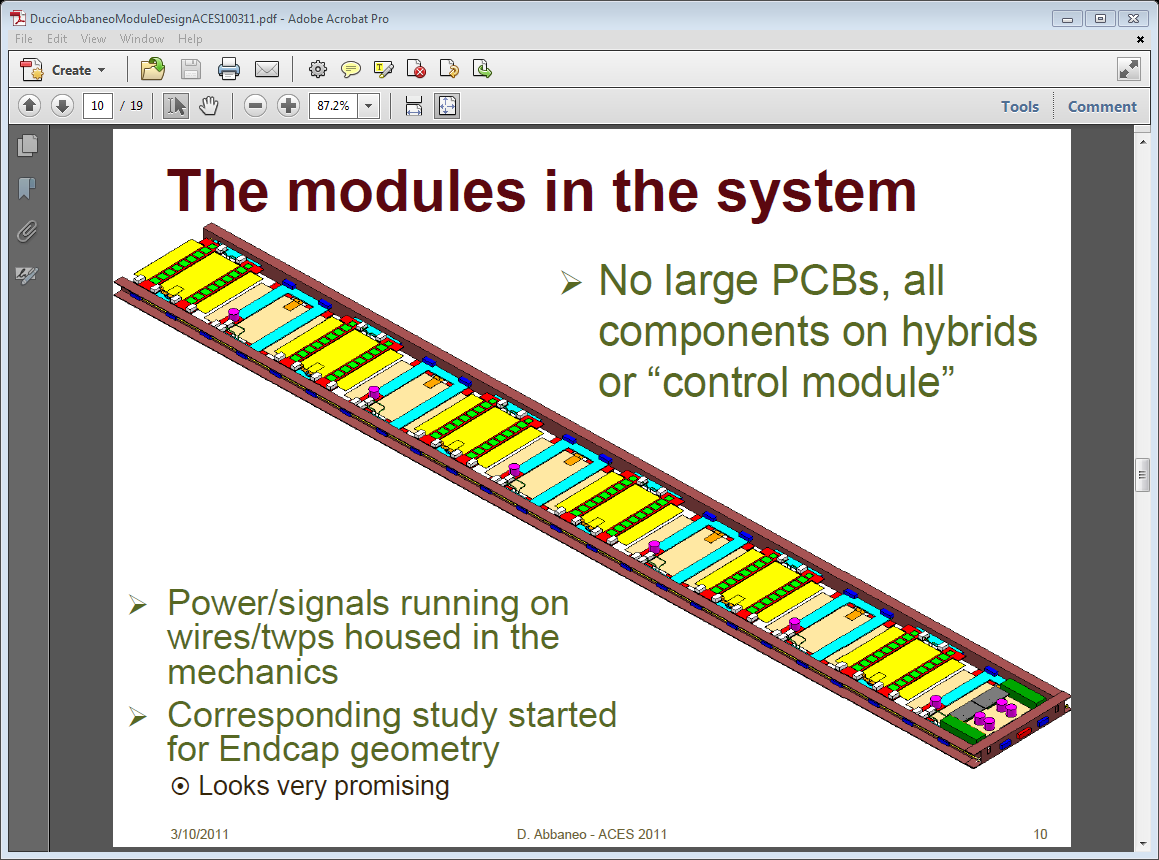 DuccioAbbaneoModuleDesignACES100311.pdf - Adobe Acrobat Pro
File Edit View Window Help
Create
10 / 19 87.2% Tools Comment
The modules in the system
➢ No large PCBs, all
components on hybrids
or “control module”
➢ Power/signals running on
wires/twps housed in the
mechanics
➢ Corresponding study started
for Endcap geometry
⦿ Looks very promising
3/10/2011 D. Abbaneo - ACES 2011 10